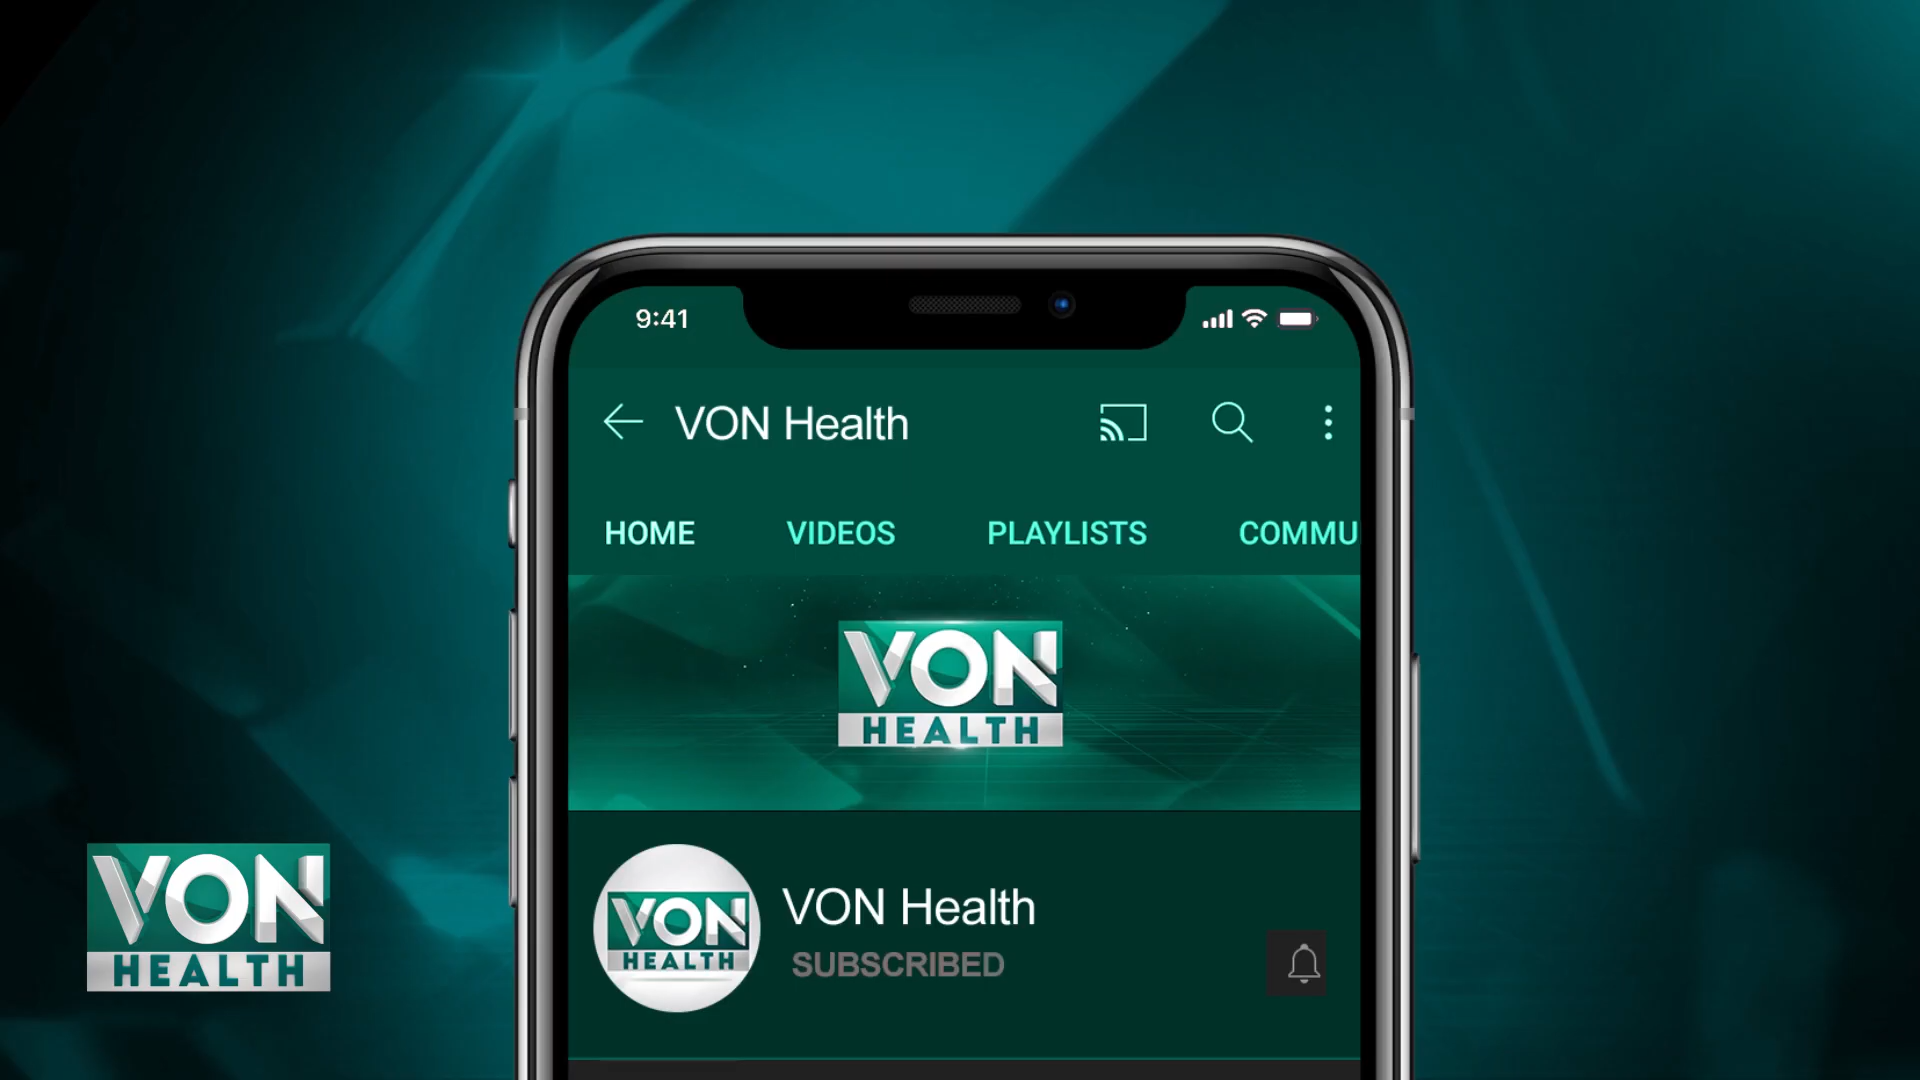 9:41
VON Health
HOME VIDEOS PLAYLISTS COMMU
VON
HEALTH
VON
HEALTH
VON Health
SUBSCRIBED
VON
HEALTH